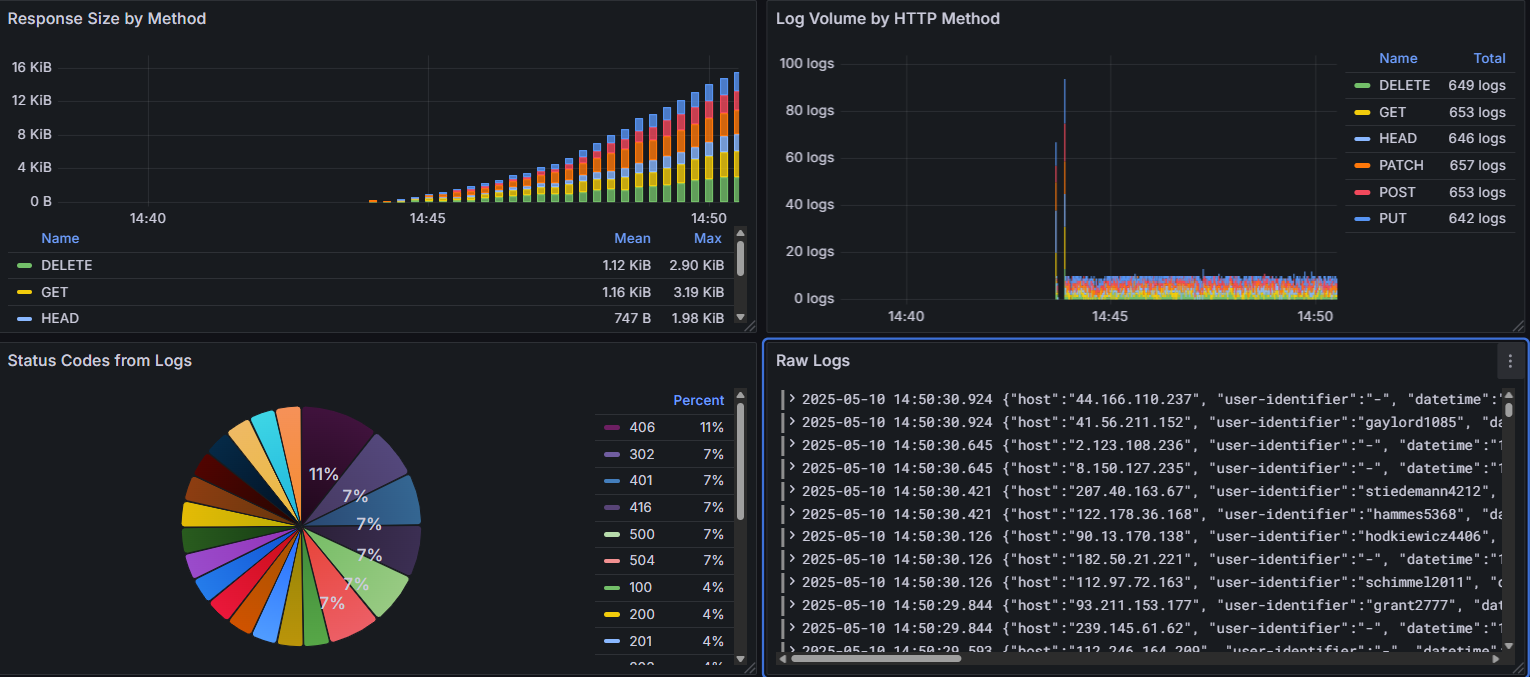 Response Size by Method
16 KiB
12 KiB
8 KiB
4 KiB
0 B
14:40 14:45 14:50
Name Mean Max
DELETE 1.12 KiB 2.90 KiB
GET 1.16 KiB 3.19 KiB
HEAD 747 B 1.98 KiB
Log Volume by HTTP Method
100 logs
80 logs
60 logs
40 logs
20 logs
0 logs
14:40 14:45 14:50
Name Total
DELETE 649 logs
GET 653 logs
HEAD 646 logs
PATCH 657 logs
POST 653 logs
PUT 642 logs
Status Codes from Logs
11%
7%
7%
7%
7%
7%
Percent
406 11%
302 7%
401 7%
416 7%
500 7%
504 7%
100 4%
200 4%
201 4%
Raw Logs
2025-05-10 14:50:30.924 {"host":"44.166.110.237", "user-identifier":"-", "datetime":"
2025-05-10 14:50:30.924 {"host":"41.56.211.152", "user-identifier":"gaylord1085", "da
2025-05-10 14:50:30.645 {"host":"2.123.108.236", "user-identifier":"-", "datetime":"1
2025-05-10 14:50:30.645 {"host":"8.150.127.235", "user-identifier":"-", "datetime":"1
2025-05-10 14:50:30.421 {"host":"207.40.163.67", "user-identifier":"stiedemann4212",
2025-05-10 14:50:30.421 {"host":"122.178.36.168", "user-identifier":"hammes5368", "da
2025-05-10 14:50:30.126 {"host":"90.13.170.138", "user-identifier":"hodkiewicz4406",
2025-05-10 14:50:30.126 {"host":"182.50.21.221", "user-identifier":"-", "datetime":"1
2025-05-10 14:50:30.126 {"host":"112.97.72.163", "user-identifier":"schimmel2011", "d
2025-05-10 14:50:29.844 {"host":"93.211.153.177", "user-identifier":"grant2777", "dat
2025-05-10 14:50:29.844 {"host":"239.145.61.62", "user-identifier":"-", "datetime":"1
2025-05-10 14:50:29.593 {"host":"112.246.164.209", "user-identifier":"-", "datetime":